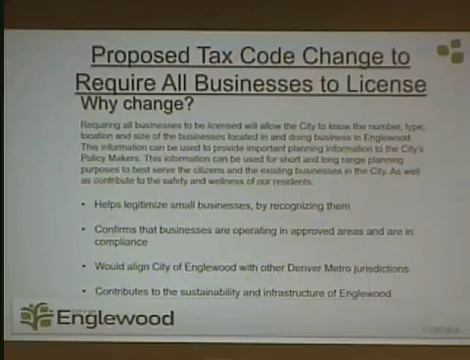 Proposed Tax Code Change to
Require All Businesses to License
Why change?
Requiring all businesses to be licensed will allow the City to know the number, type,
location and size of the businesses located in and doing business in Englewood.
This information can be used to provide important planning information to the City's
Policy Makers. This information can be used for short and long range planning
purposes to best serve the citizens and the existing businesses in the City. As well
as contribute to the safety and wellness of our residents.
• Helps legitimize small businesses, by recognizing them
• Confirms that businesses are operating in approved areas and are in
compliance
• Would align City of Englewood with other Denver Metro jurisdictions
• Contributes to the sustainability and infrastructure of Englewood
Englewood